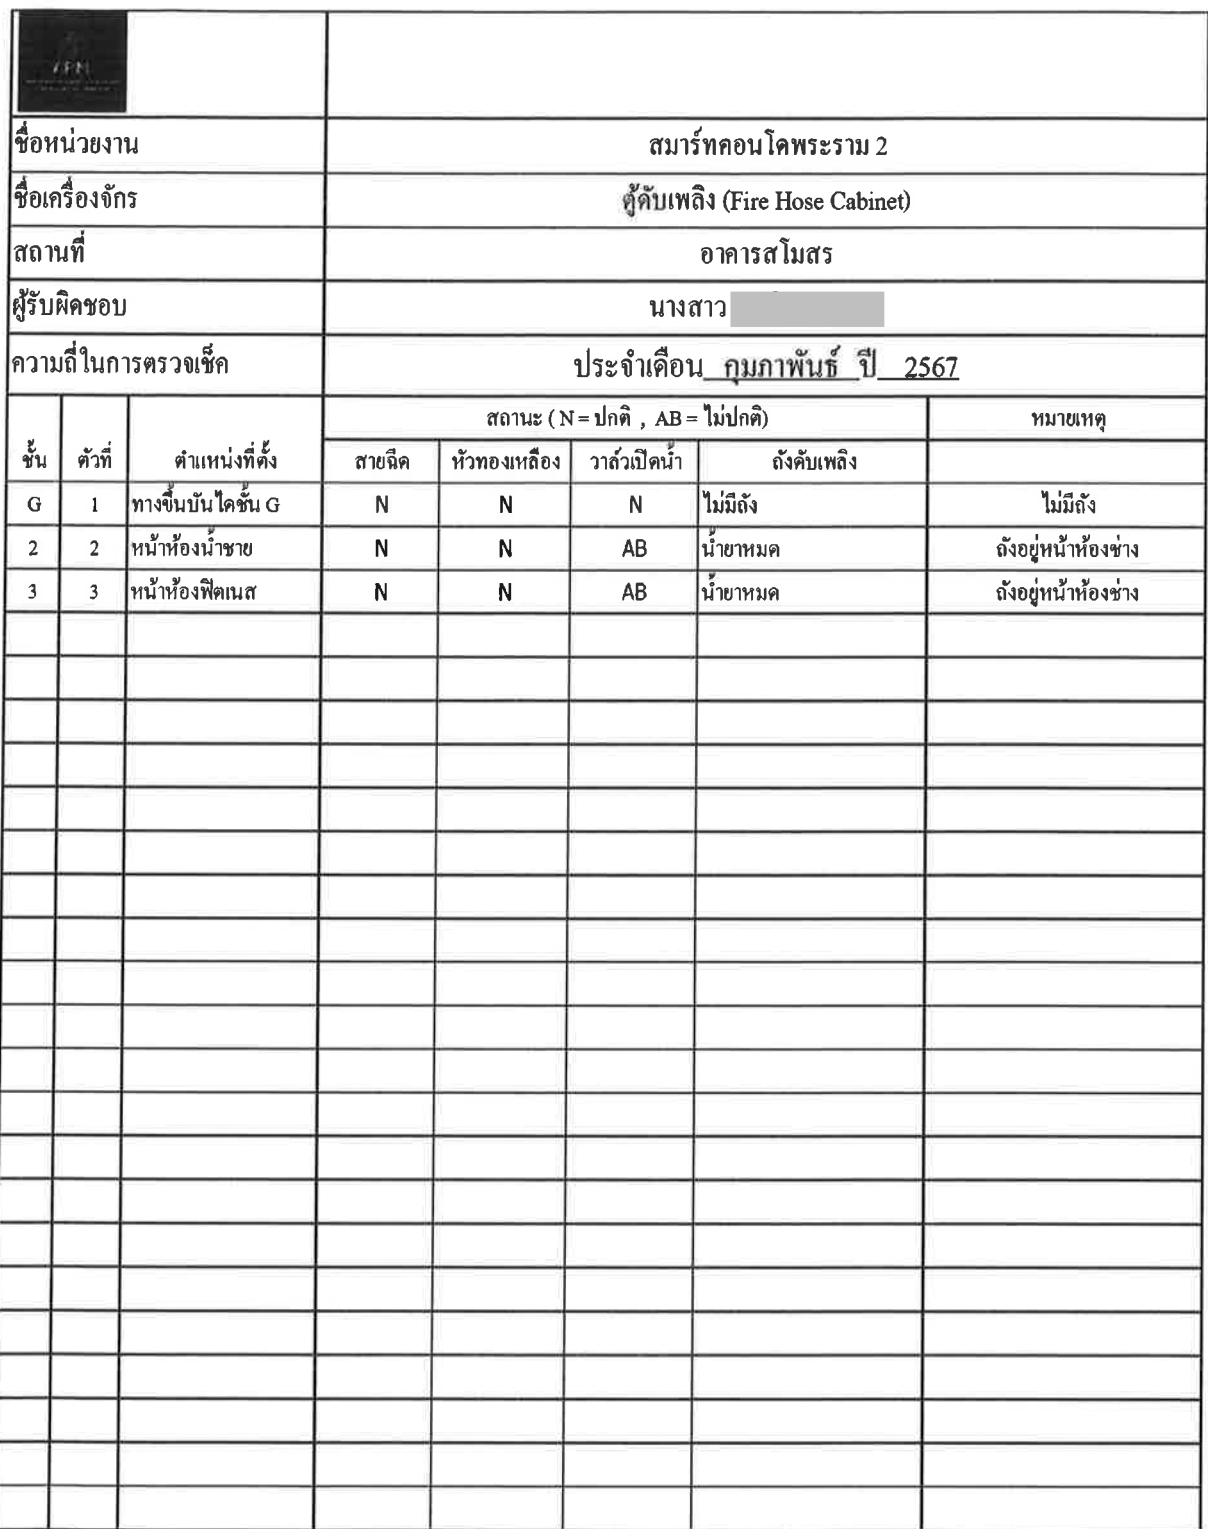 ชื่อหน่วยงาน สมาร์ทคอนโดพระราม 2
ชื่อเครื่องจักร ตู้ดับเพลิง (Fire Hose Cabinet)
สถานที่ อาคารสโมสร
ผู้รับผิดชอบ นางสาว
ความถี่ในการตรวจเช็ค ประจำเดือน กุมภาพันธ์ ปี 2567
สถานะ ( N = ปกติ , AB = ไม่ปกติ) หมายเหตุ
ชั้น ตัวที่ ตำแหน่งที่ตั้ง สายฉีด หัวทองเหลือง วาล์วเปิดน้ำ ถังดับเพลิง
G 1 ทางขึ้นบันไดชั้น G N N N ไม่มีถัง ไม่มีถัง
2 2 หน้าห้องน้ำชาย N N AB น้ำยาหมด ถังอยู่หน้าห้องช่าง
3 3 หน้าห้องฟิตเนส N N AB น้ำยาหมด ถังอยู่หน้าห้องช่าง